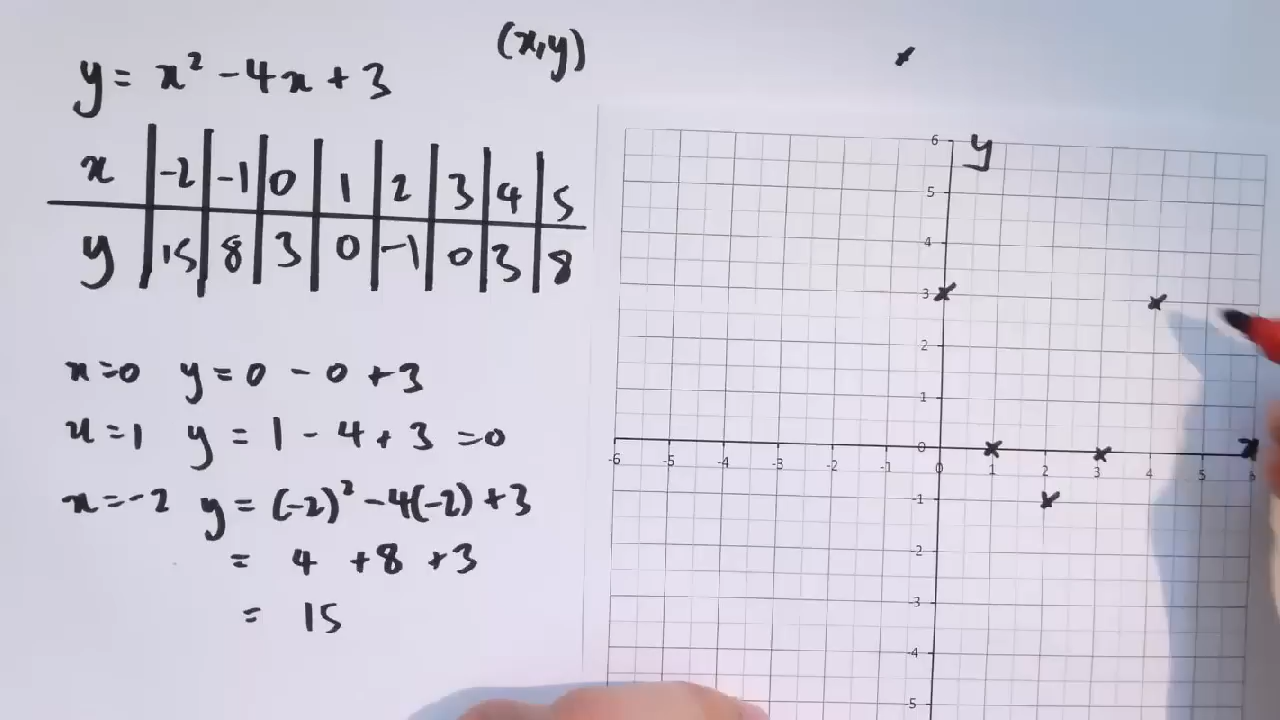 y = x² - 4x + 3
(x,y)
x -2 -1 0 1 2 3 4 5
y 15 8 3 0 -1 0 3 8
x=0 y = 0 - 0 + 3
x=1 y = 1 - 4 + 3 = 0
x=-2 y = (-2)² - 4(-2) + 3
= 4 + 8 + 3
= 15
6 y
5
4
3
2
1
0 x
-6 -5 -4 -3 -2 -1 0 1 2 3 4 5 6
-1
-2
-3
-4
-5